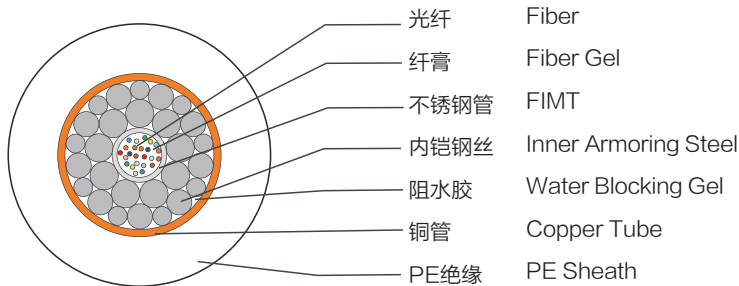 光纤 Fiber
纤膏 Fiber Gel
不锈钢管 FIMT
内铠钢丝 Inner Armoring Steel
阻水胶 Water Blocking Gel
铜管 Copper Tube
PE绝缘 PE Sheath